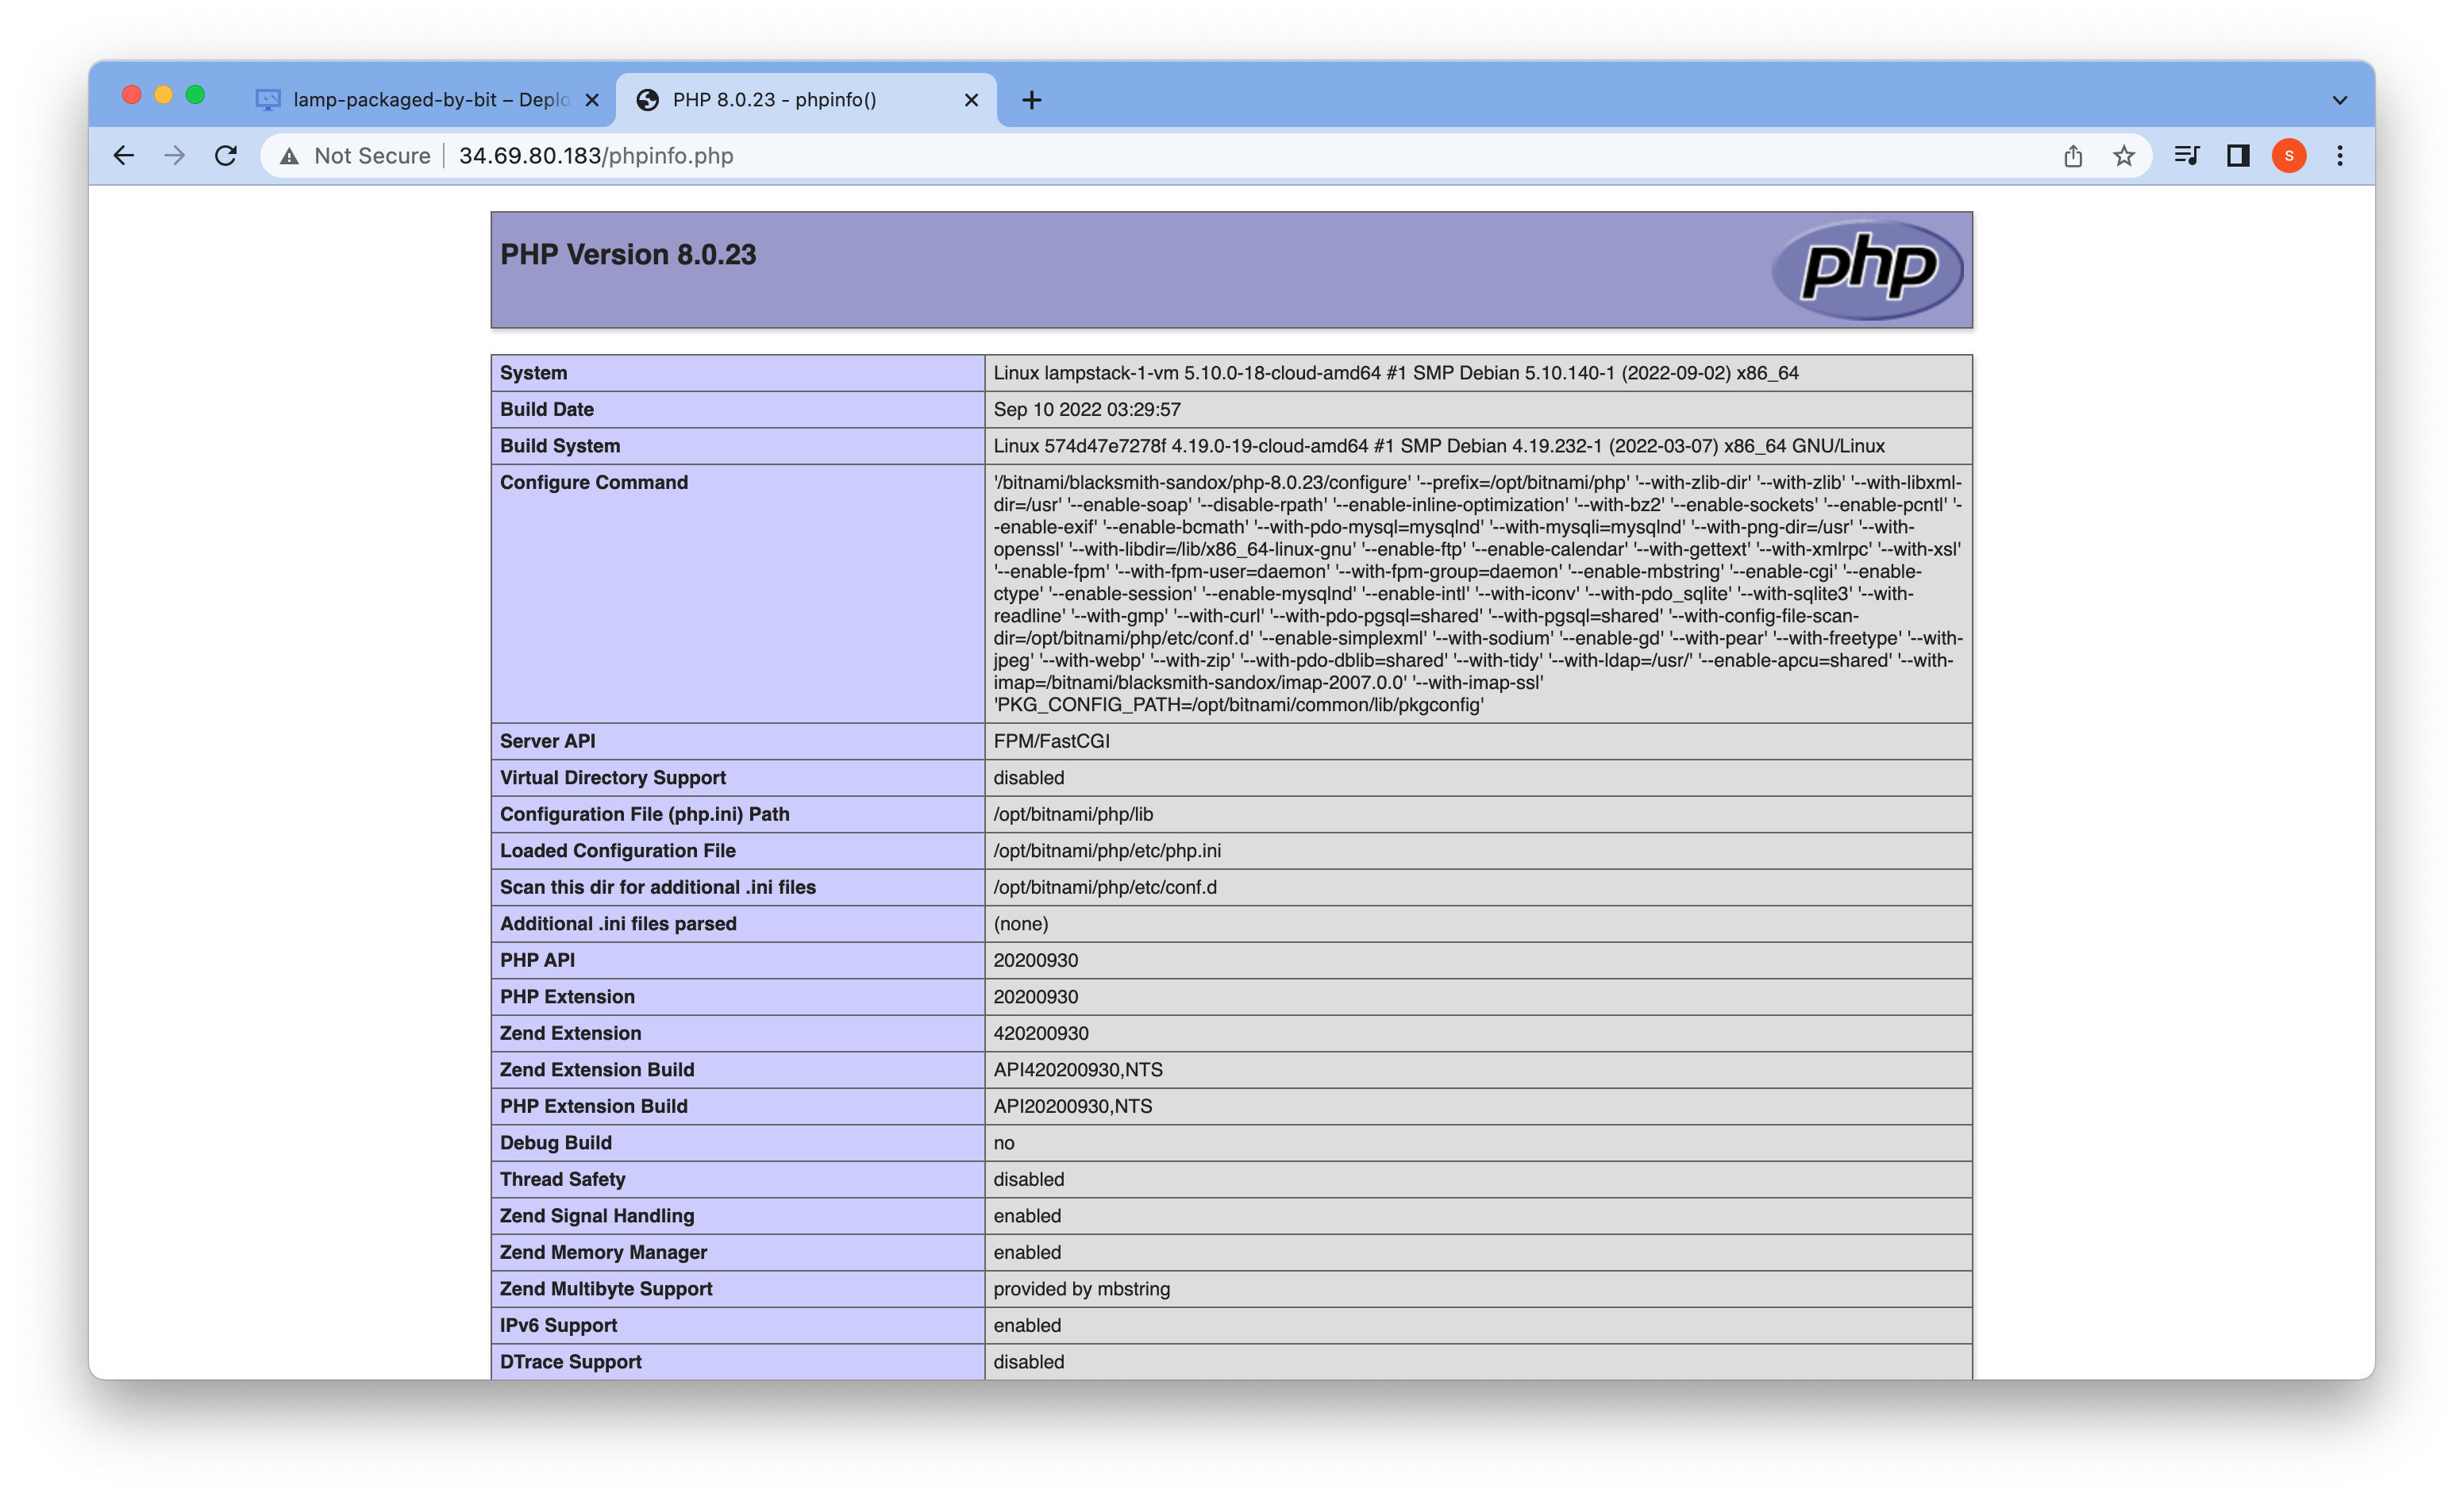 lamp-packaged-by-bit – Deplo
PHP 8.0.23 - phpinfo()
Not Secure
34.69.80.183/phpinfo.php
S
PHP Version 8.0.23
php
System
Linux lampstack-1-vm 5.10.0-18-cloud-amd64 #1 SMP Debian 5.10.140-1 (2022-09-02) x86_64
Build Date
Sep 10 2022 03:29:57
Build System
Linux 574d47e7278f 4.19.0-19-cloud-amd64 #1 SMP Debian 4.19.232-1 (2022-03-07) x86_64 GNU/Linux
Configure Command
'/bitnami/blacksmith-sandox/php-8.0.23/configure' '--prefix=/opt/bitnami/php' '--with-zlib-dir' '--with-zlib' '--with-libxml-
dir=/usr' '--enable-soap' '--disable-rpath' '--enable-inline-optimization' '--with-bz2' '--enable-sockets' '--enable-pcntl' '-
-enable-exif' '--enable-bcmath' '--with-pdo-mysql=mysqlnd' '--with-mysqli=mysqlnd' '--with-png-dir=/usr' '--with-
openssl' '--with-libdir=/lib/x86_64-linux-gnu' '--enable-ftp' '--enable-calendar' '--with-gettext' '--with-xmlrpc' '--with-xsl'
'--enable-fpm' '--with-fpm-user=daemon' '--with-fpm-group=daemon' '--enable-mbstring' '--enable-cgi' '--enable-
ctype' '--enable-session' '--enable-mysqlnd' '--enable-intl' '--with-iconv' '--with-pdo_sqlite' '--with-sqlite3' '--with-
readline' '--with-gmp' '--with-curl' '--with-pdo-pgsql=shared' '--with-pgsql=shared' '--with-config-file-scan-
dir=/opt/bitnami/php/etc/conf.d' '--enable-simplexml' '--with-sodium' '--enable-gd' '--with-pear' '--with-freetype' '--with-
jpeg' '--with-webp' '--with-zip' '--with-pdo-dblib=shared' '--with-tidy' '--with-ldap=/usr/' '--enable-apcu=shared' '--with-
imap=/bitnami/blacksmith-sandox/imap-2007.0.0' '--with-imap-ssl'
'PKG_CONFIG_PATH=/opt/bitnami/common/lib/pkgconfig'
Server API
FPM/FastCGI
Virtual Directory Support
disabled
Configuration File (php.ini) Path
/opt/bitnami/php/lib
Loaded Configuration File
/opt/bitnami/php/etc/php.ini
Scan this dir for additional .ini files
/opt/bitnami/php/etc/conf.d
Additional .ini files parsed
(none)
PHP API
20200930
PHP Extension
20200930
Zend Extension
420200930
Zend Extension Build
API420200930,NTS
PHP Extension Build
API20200930,NTS
Debug Build
no
Thread Safety
disabled
Zend Signal Handling
enabled
Zend Memory Manager
enabled
Zend Multibyte Support
provided by mbstring
IPv6 Support
enabled
DTrace Support
disabled